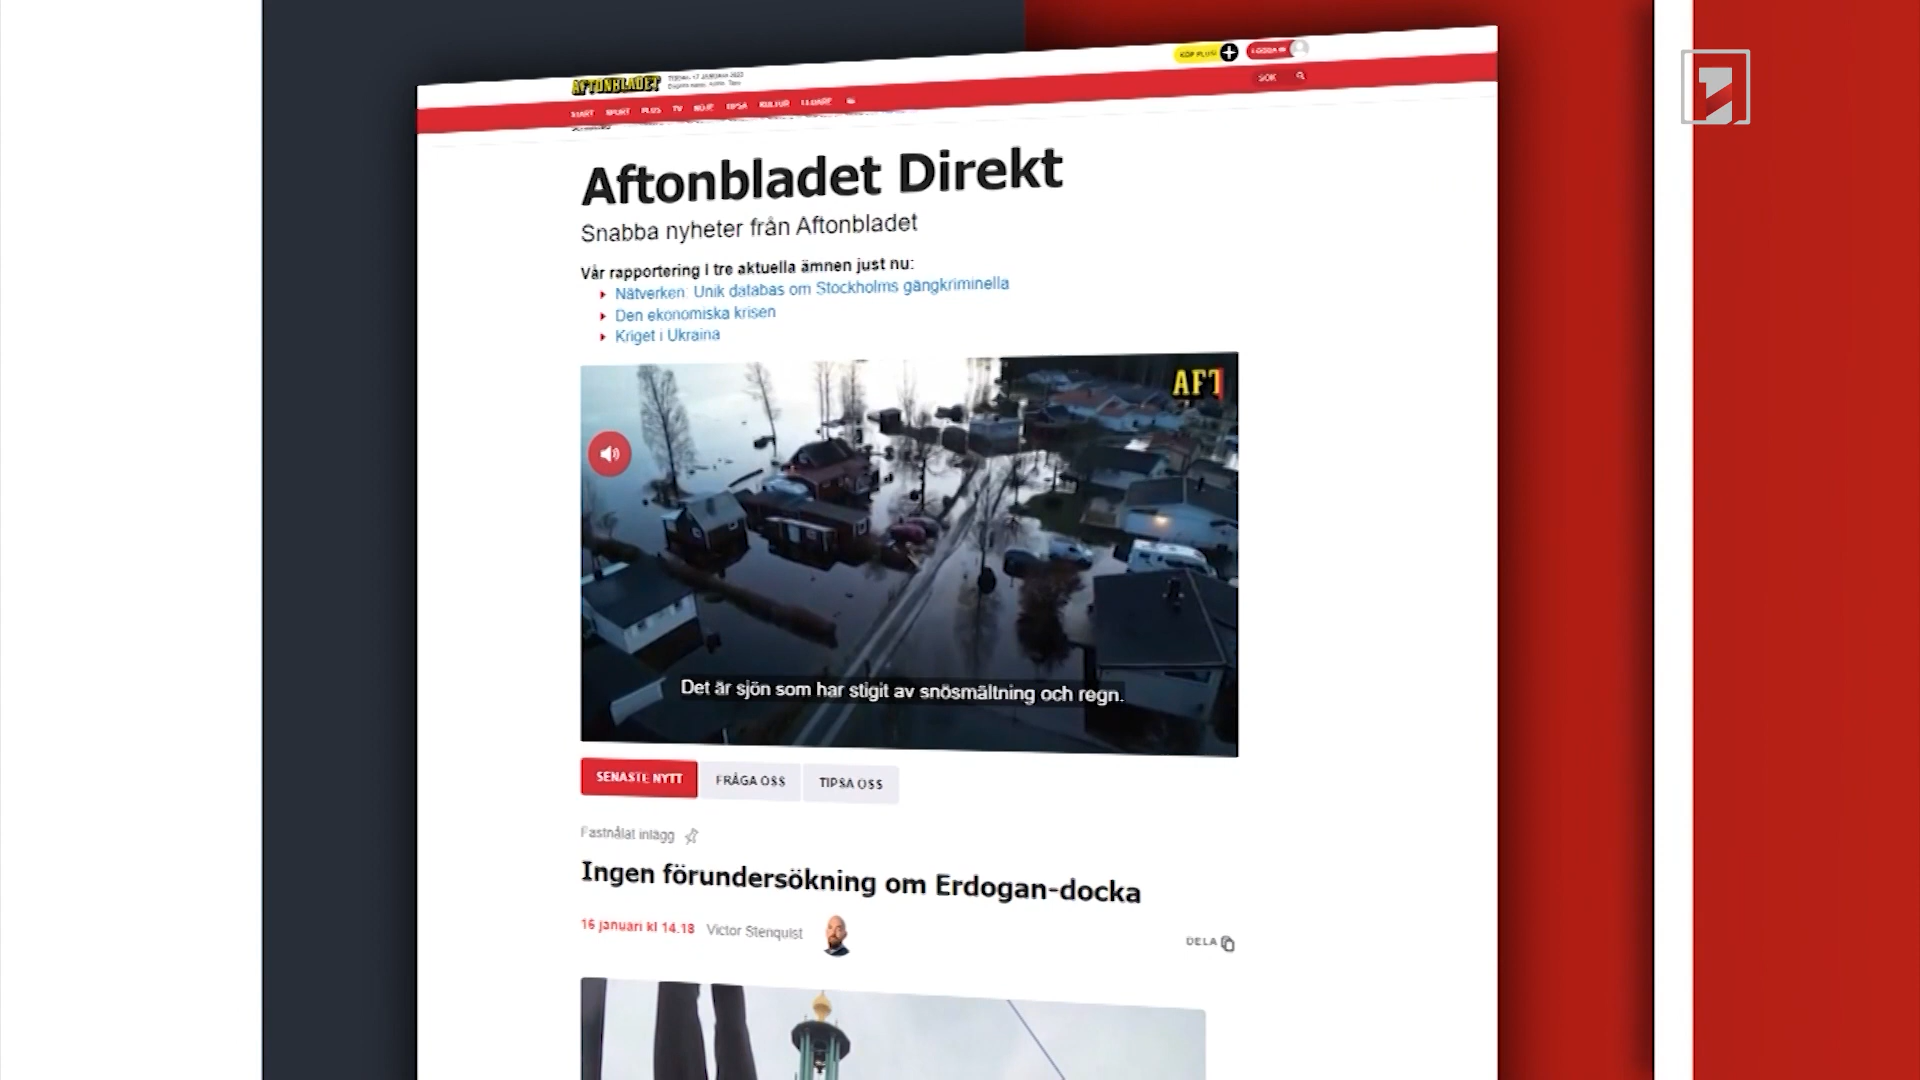 KÖP PLUS!
LOGGA IN
AFTONBLADET
START SPORT PLUS TV NÖJE TIPSA KULTUR LEDARE
SÖK
Aftonbladet Direkt
Snabba nyheter från Aftonbladet
Vår rapportering i tre aktuella ämnen just nu:
Nätverken: Unik databas om Stockholms gängkriminella
Den ekonomiska krisen
Kriget i Ukraina
AFT
Det är sjön som har stigit av snösmältning och regn.
SENASTE NYTT FRÅGA OSS TIPSA OSS
Fastnålat inlägg
Ingen förundersökning om Erdogan-docka
16 januari kl 14.18 Victor Stenquist
DELA